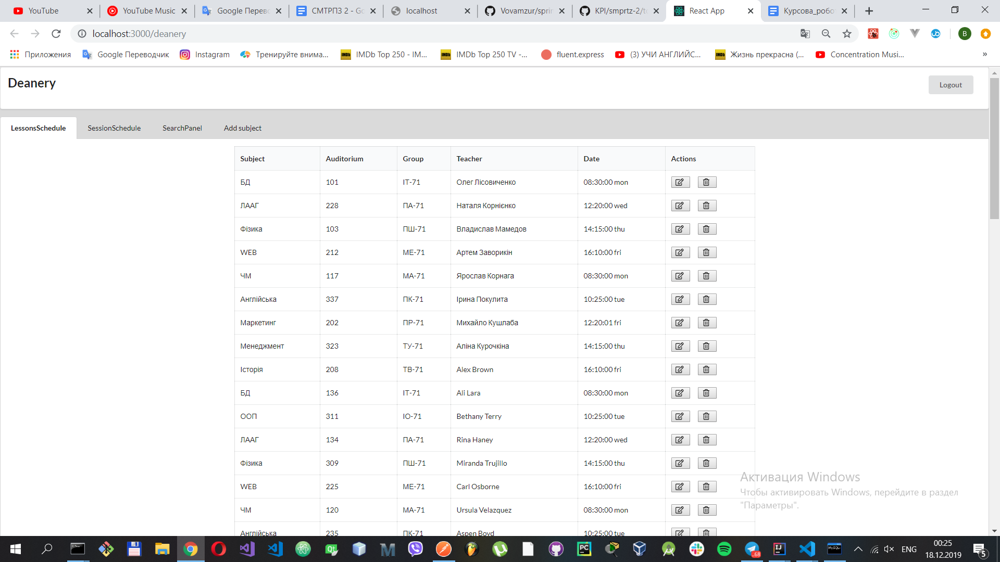 YouTube
YouTube Music
Google Перево
СМТРПЗ 2 - Go
localhost
Vovamzur/sprin
KPI/smprtz-2/to
React App
Курсова_робо
localhost:3000/deanery
B
Приложения
Google Переводчик
Instagram
Тренируйте внима...
IMDb Top 250 - IM...
IMDb Top 250 TV -...
fluent.express
(3) УЧИ АНГЛИЙС...
Жизнь прекрасна (...
Concentration Musi...
»
Deanery
Logout
LessonsSchedule
SessionSchedule
SearchPanel
Add subject
Subject Auditorium Group Teacher Date Actions
БД 101 ІТ-71 Олег Лісовиченко 08:30:00 mon
ЛААГ 228 ПА-71 Наталя Корнієнко 12:20:00 wed
Фізика 103 ПШ-71 Владислав Мамедов 14:15:00 thu
WEB 212 МЕ-71 Артем Заворикін 16:10:00 fri
ЧМ 117 МА-71 Ярослав Корнага 08:30:00 mon
Англійська 337 ПК-71 Ірина Покулита 10:25:00 tue
Маркетинг 202 ПР-71 Михайло Кушлаба 12:20:01 fri
Менеджмент 323 ТУ-71 Аліна Курочкіна 14:15:00 thu
Історія 208 ТВ-71 Alex Brown 16:10:00 fri
БД 136 ІТ-71 Ali Lara 08:30:00 mon
ООП 311 ІО-71 Bethany Terry 10:25:00 tue
ЛААГ 134 ПА-71 Rina Haney 12:20:00 wed
Фізика 309 ПШ-71 Miranda Trujillo 14:15:00 thu
WEB 225 МЕ-71 Carl Osborne 16:10:00 fri
ЧМ 120 МА-71 Ursula Velazquez 08:30:00 mon
Англійська 235 ПК-71 Aspen Boyd 10:25:00 tue
Активация Windows
Чтобы активировать Windows, перейдите в раздел
"Параметры".
ENG
00:25
18.12.2019
5